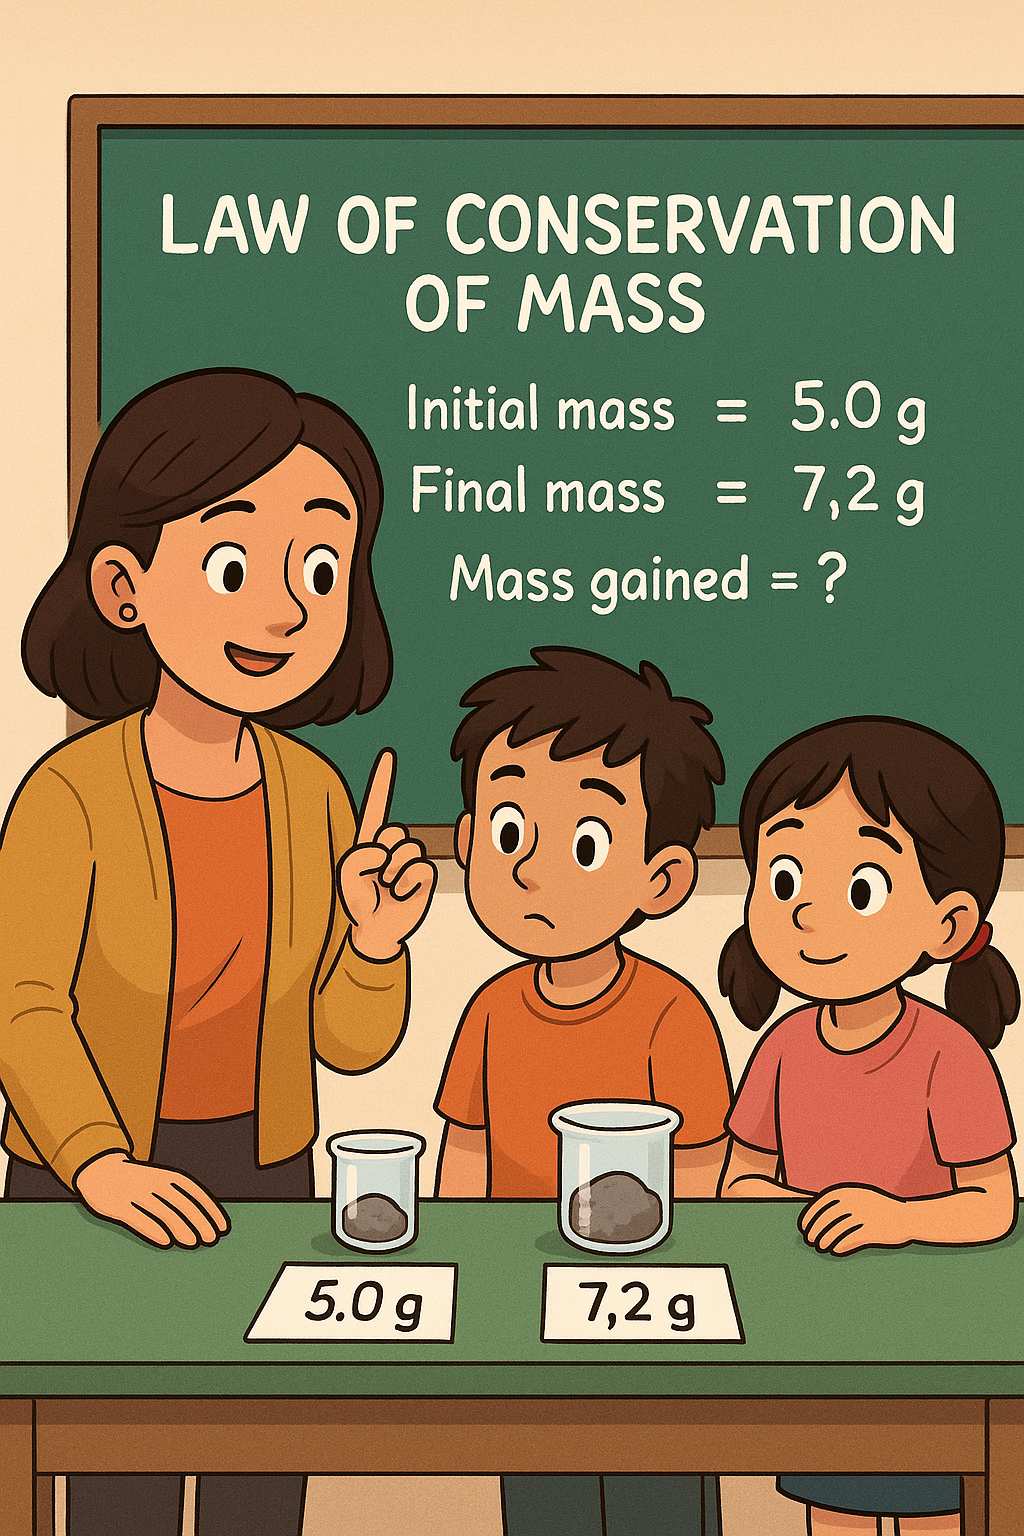 LAW OF CONSERVATION
OF MASS
Initial mass = 5.0 g
Final mass = 7,2 g
Mass gained = ?
5.0 g
7,2 g